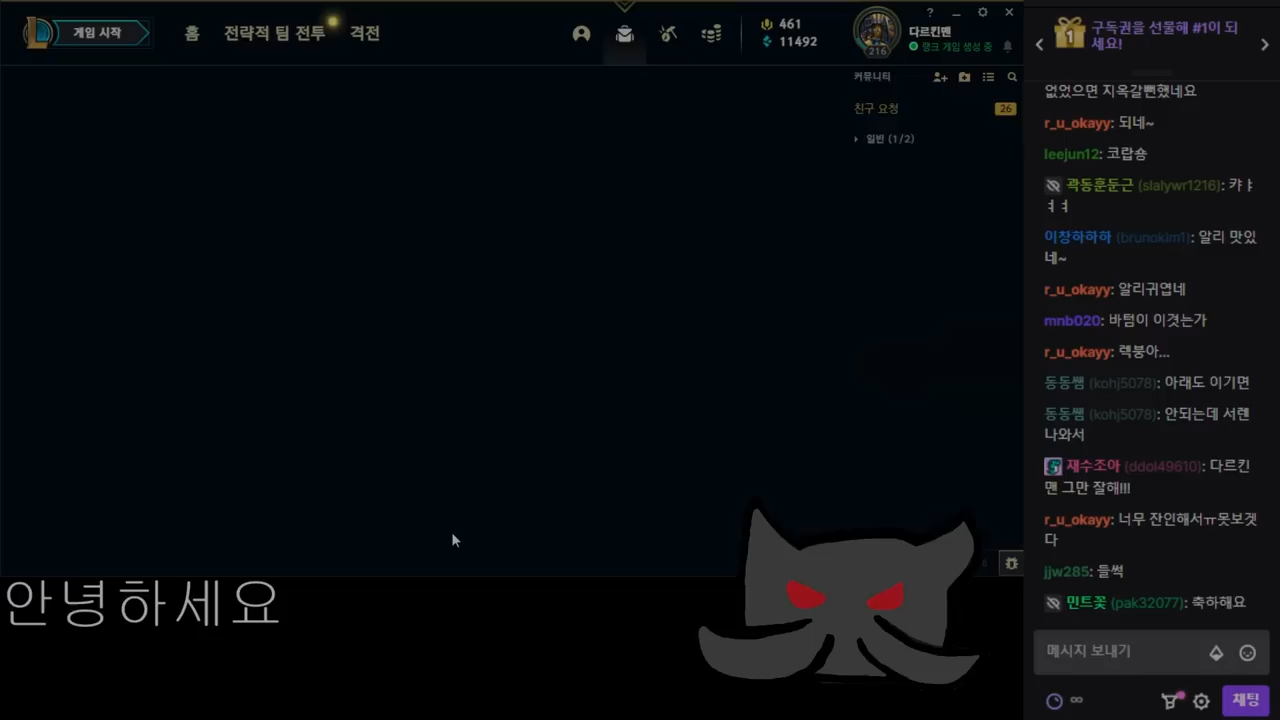 게임 시작
홈
전략적 팀 전투
격전
461
11492
216
다르킨맨
랭크 게임 생성 중
커뮤니티
친구 요청
26
일반 (1/2)
안녕하세요
1
구독권을 선물해 #1이 되
세요!
없었으면 지옥갈뻔했네요
r_u_okayy: 되네~
leejun12: 코랍숑
곽동훈둔근 (slalywr1216): 캬ㅑ
ㅕㅕ
이창하하하 (brunokim1): 알리 맛있
네~
r_u_okayy: 알리귀엽네
mnb020: 바텀이 이겻는가
r_u_okayy: 렉붕아...
동동쌤 (kohj5078): 아래도 이기면
동동쌤 (kohj5078): 안되는데 서렌
나와서
재수조아 (ddol49610): 다르킨
맨 그만 잘해!!!
r_u_okayy: 너무 잔인해서ㅠ못보겟
다
jjw285: 들썩
민트꽃 (pak32077): 축하해요
메시지 보내기
채팅